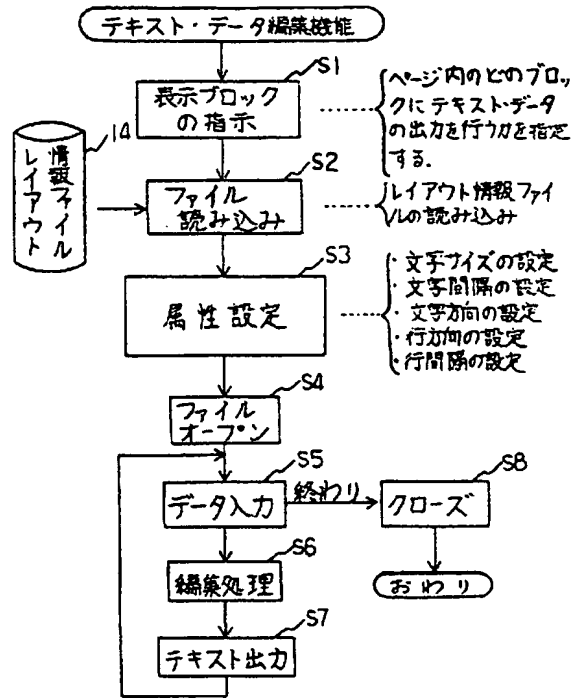 テキスト・データ編集機能
S1
表示ブロック
の指示
ページ内のどのブロッ
クにテキスト・データ
の出力を行うかを指定
する.
14
レイアウト
情報ファイル
S2
ファイル
読み込み
レイアウト情報ファイ
ルの読み込み
S3
属性設定
・文字サイズの設定
・文字間隔の設定
・文字方向の設定
・行方向の設定
・行間隔の設定
S4
ファイル
オープン
S5
データ入力
終わり
S8
クローズ
S6
編集処理
おわり
S7
テキスト出力